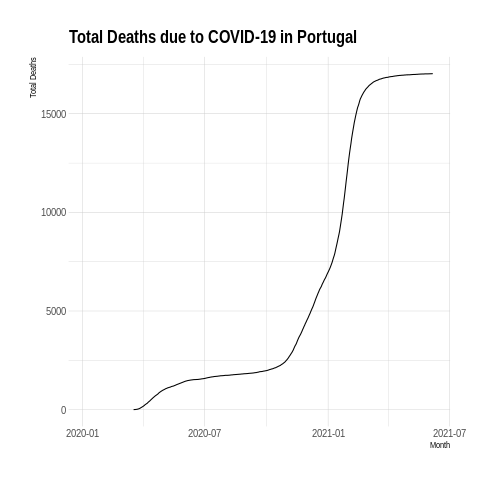 Total Deaths due to COVID-19 in Portugal
Total Deaths
15000
10000
5000
0
2020-01 2020-07 2021-01 2021-07
Month